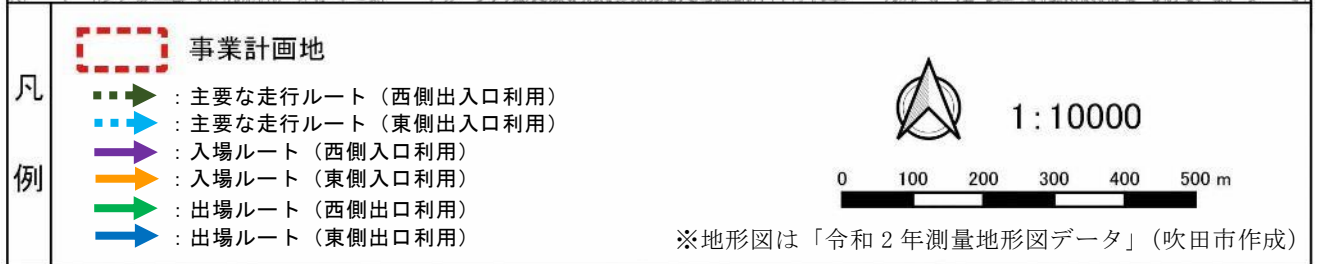 凡例
事業計画地
：主要な走行ルート（西側出入口利用）
：主要な走行ルート（東側出入口利用）
：入場ルート（西側入口利用）
：入場ルート（東側入口利用）
：出場ルート（西側出口利用）
：出場ルート（東側出口利用）
1:10000
0 100 200 300 400 500 m
※地形図は「令和２年測量地形図データ」（吹田市作成）